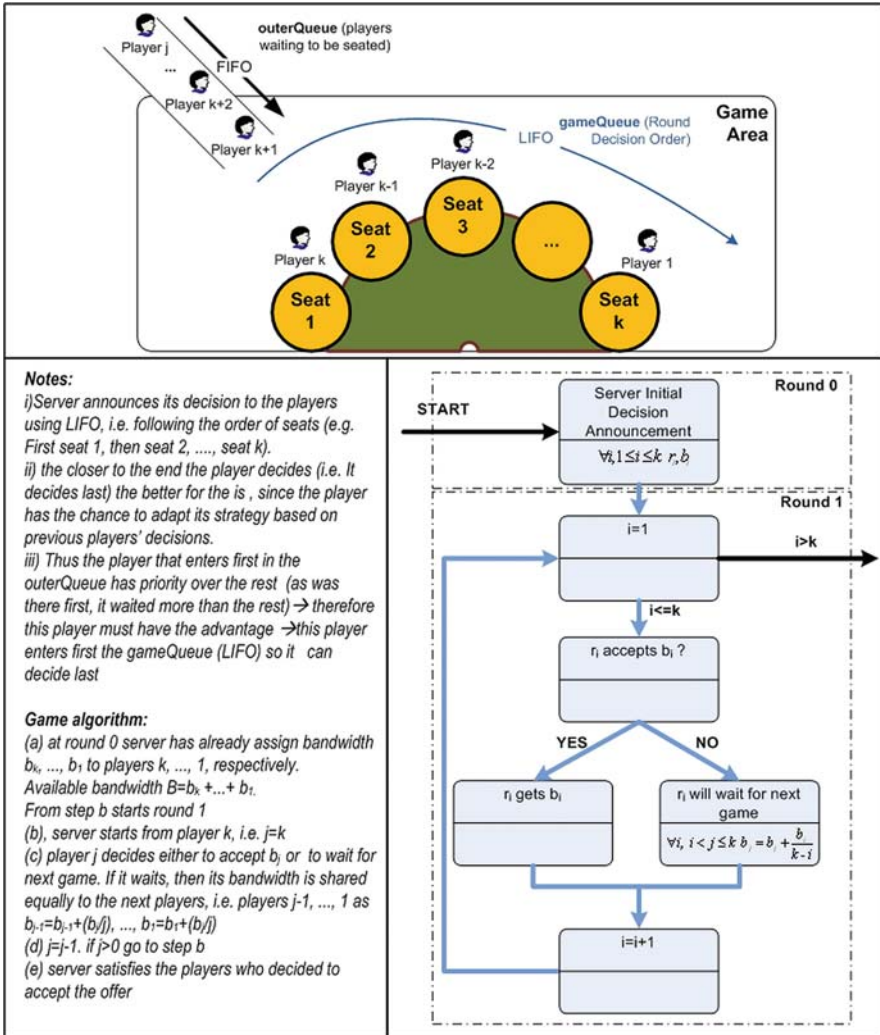 outerQueue (players
waiting to be seated)
Player j
...
FIFO
Player k+2
Player k+1
Game
Area
gameQueue (Round
Decision Order)
LIFO
Player k-2
Player k-1
Player k
Player 1
Seat
1
Seat
2
Seat
3
...
Seat
k
Notes:
i)Server announces its decision to the players
using LIFO, i.e. following the order of seats (e.g.
First seat 1, then seat 2, ...., seat k).
ii) the closer to the end the player decides (i.e. It
decides last) the better for the is , since the player
has the chance to adapt its strategy based on
previous players' decisions.
iii) Thus the player that enters first in the
outerQueue has priority over the rest (as was
there first, it waited more than the rest) → therefore
this player must have the advantage →this player
enters first the gameQueue (LIFO) so it can
decide last
Game algorithm:
(a) at round 0 server has already assign bandwidth
bₖ, ..., b₁ to players k, ..., 1, respectively.
Available bandwidth B=bₖ +...+ b₁.
From step b starts round 1
(b), server starts from player k, i.e. j=k
(c) player j decides either to accept bⱼ or to wait for
next game. If it waits, then its bandwidth is shared
equally to the next players, i.e. players j-1, ..., 1 as
bⱼ₋₁=bⱼ₋₁+(bⱼ/j), ..., b₁=b₁+(bⱼ/j)
(d) j=j-1. if j>0 go to step b
(e) server satisfies the players who decided to
accept the offer
Round 0
START
Server Initial
Decision
Announcement
∀i,1≤i≤k rᵢ,bᵢ
Round 1
i=1
i>k
i<=k
rᵢ accepts bᵢ ?
YES
NO
rᵢ gets bᵢ
rᵢ will wait for next
game
∀i, i < j ≤ k bⱼ = bⱼ + bᵢ/(k-i)
i=i+1